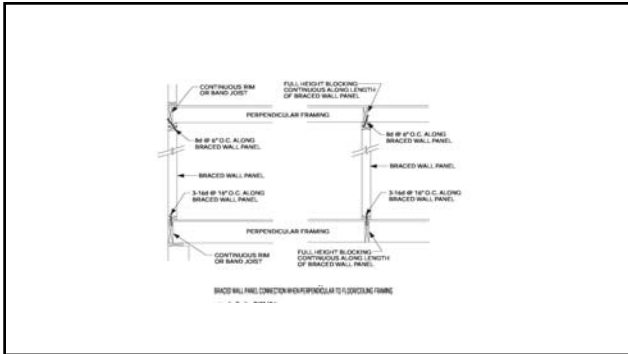 CONTINUOUS RIM
OR BAND JOIST
FULL HEIGHT BLOCKING
CONTINUOUS ALONG LENGTH
OF BRACED WALL PANEL
PERPENDICULAR FRAMING
8d @ 6" O.C. ALONG
BRACED WALL PANEL
8d @ 6" O.C. ALONG
BRACED WALL PANEL
BRACED WALL PANEL
BRACED WALL PANEL
3-16d @ 16" O.C. ALONG
BRACED WALL PANEL
3-16d @ 16" O.C. ALONG
BRACED WALL PANEL
PERPENDICULAR FRAMING
CONTINUOUS RIM
OR BAND JOIST
FULL HEIGHT BLOCKING
CONTINUOUS ALONG LENGTH
OF BRACED WALL PANEL
BRACED WALL PANEL CONNECTION WHEN PERPENDICULAR TO FLOOR/CEILING FRAMING